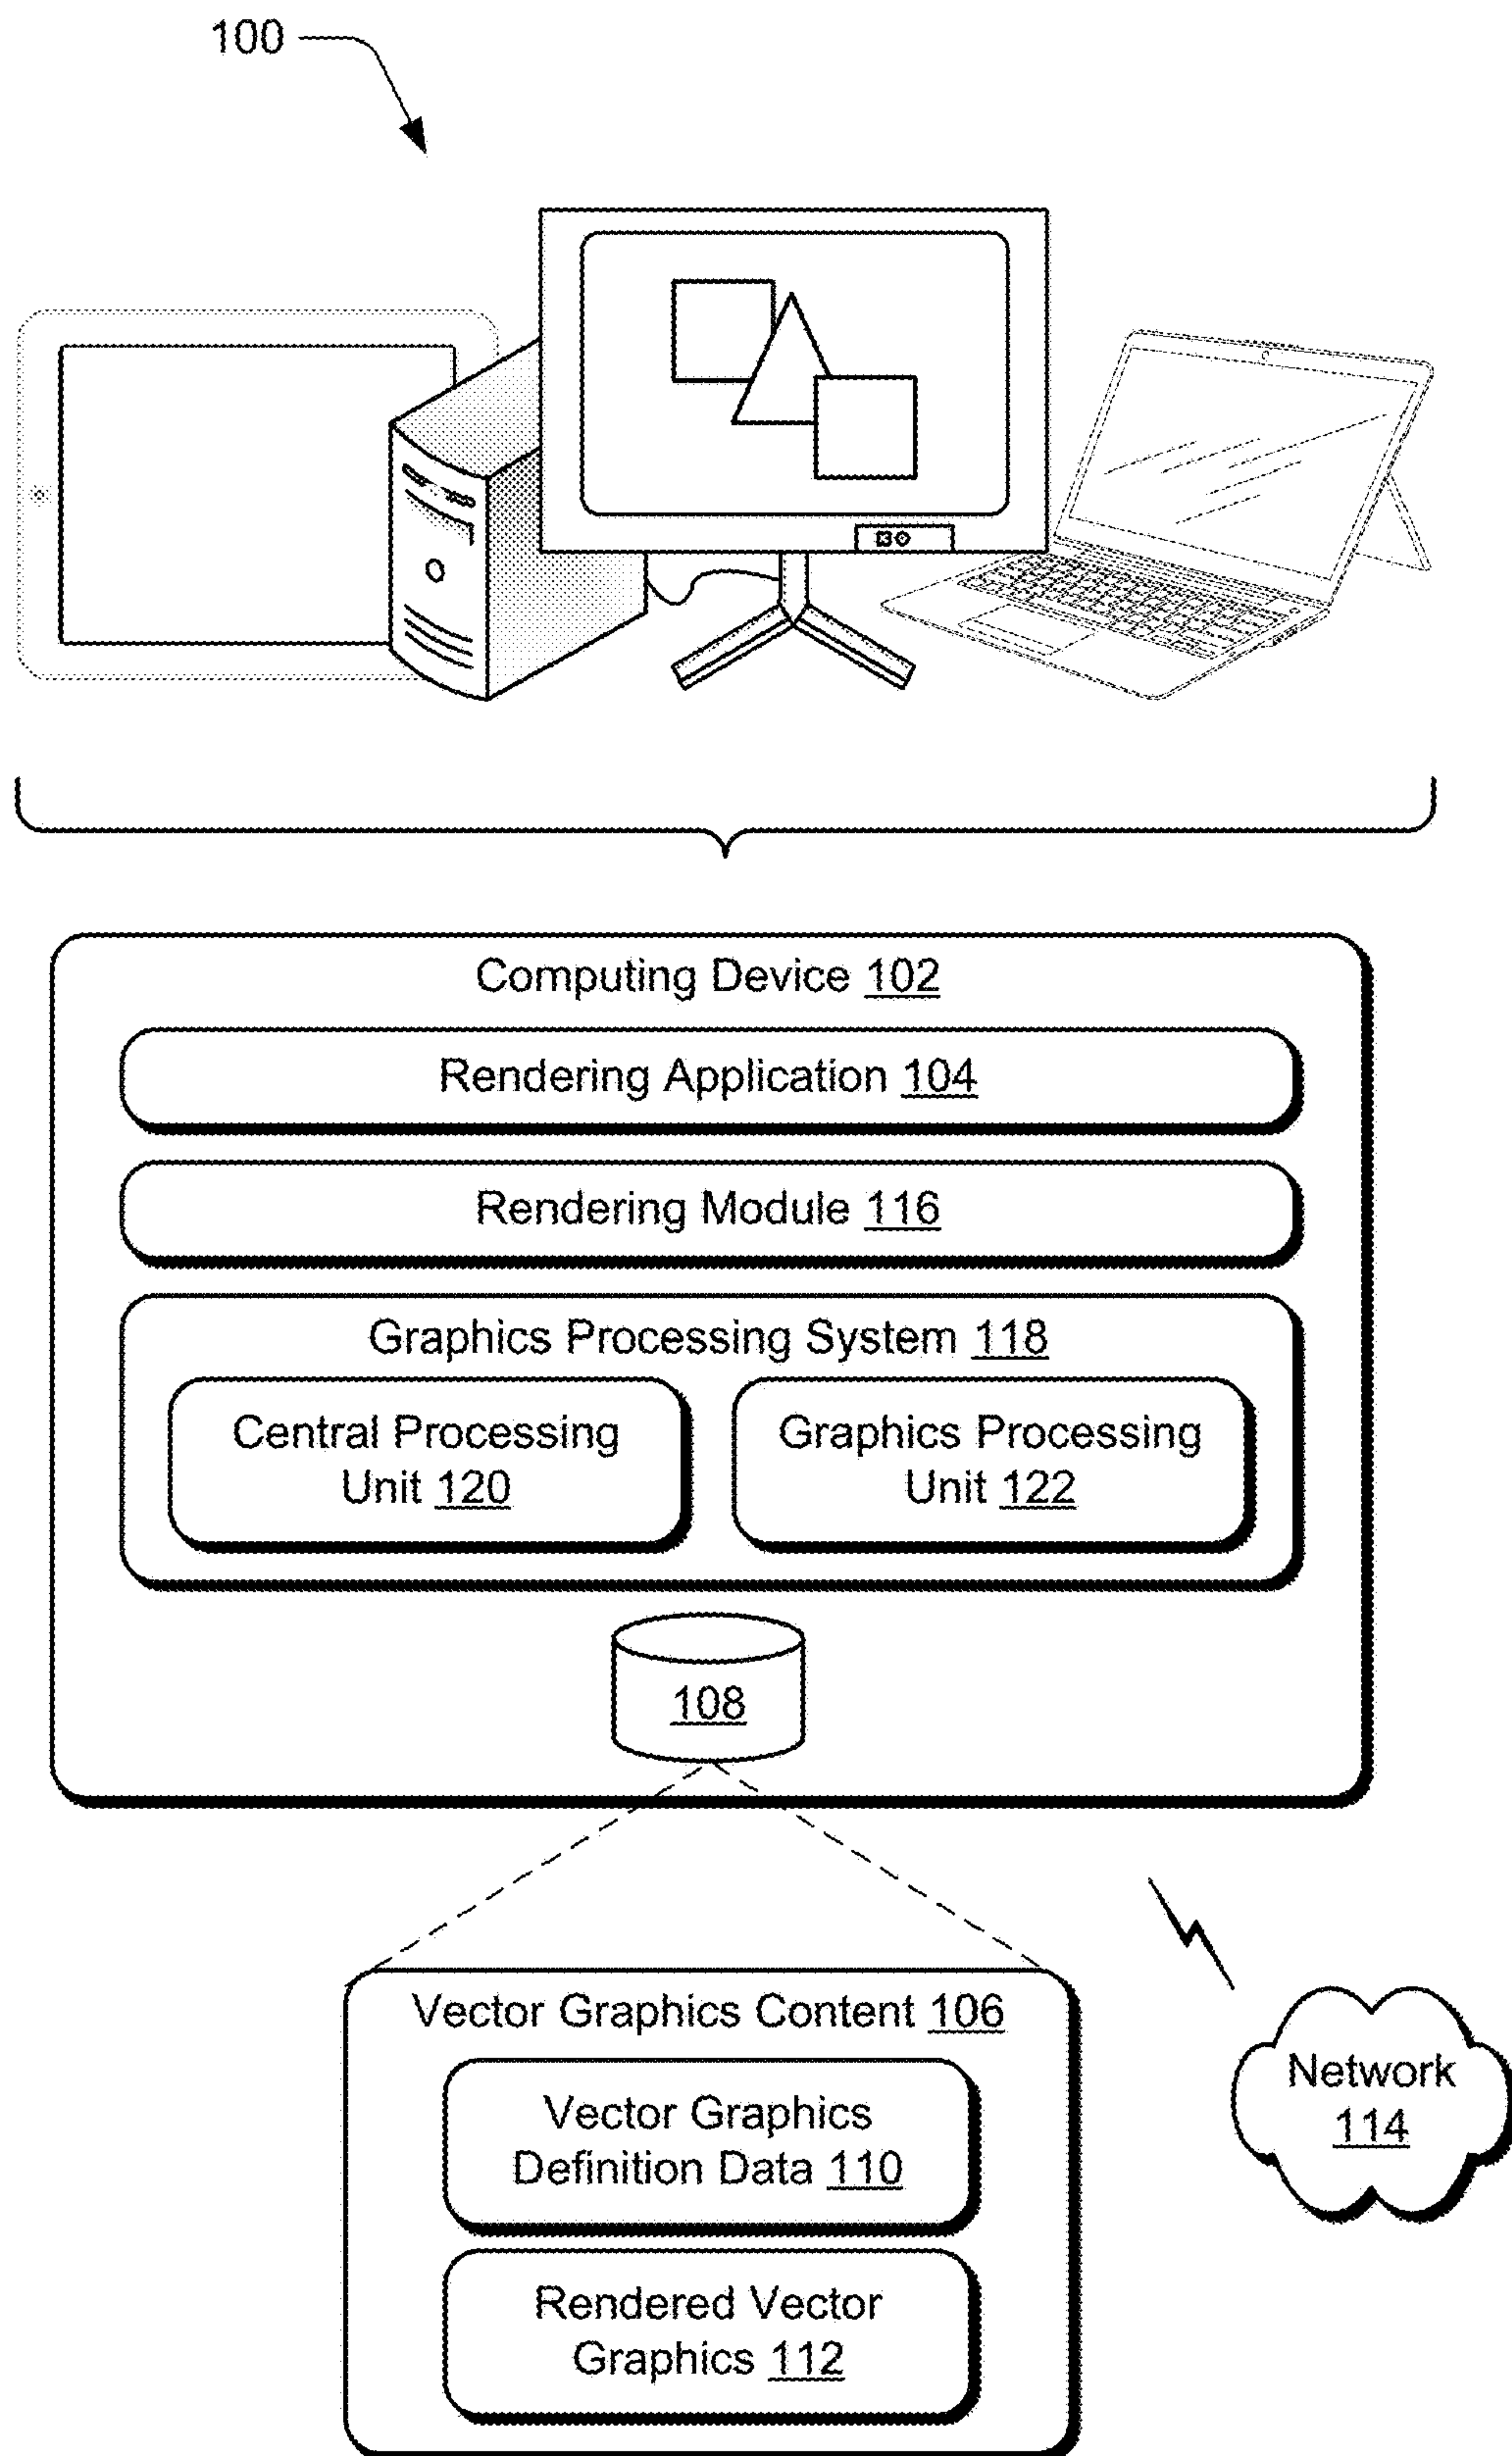 100
Computing Device 102
Rendering Application 104
Rendering Module 116
Graphics Processing System 118
Central Processing
Unit 120
Graphics Processing
Unit 122
108
Vector Graphics Content 106
Vector Graphics
Definition Data 110
Rendered Vector
Graphics 112
Network
114